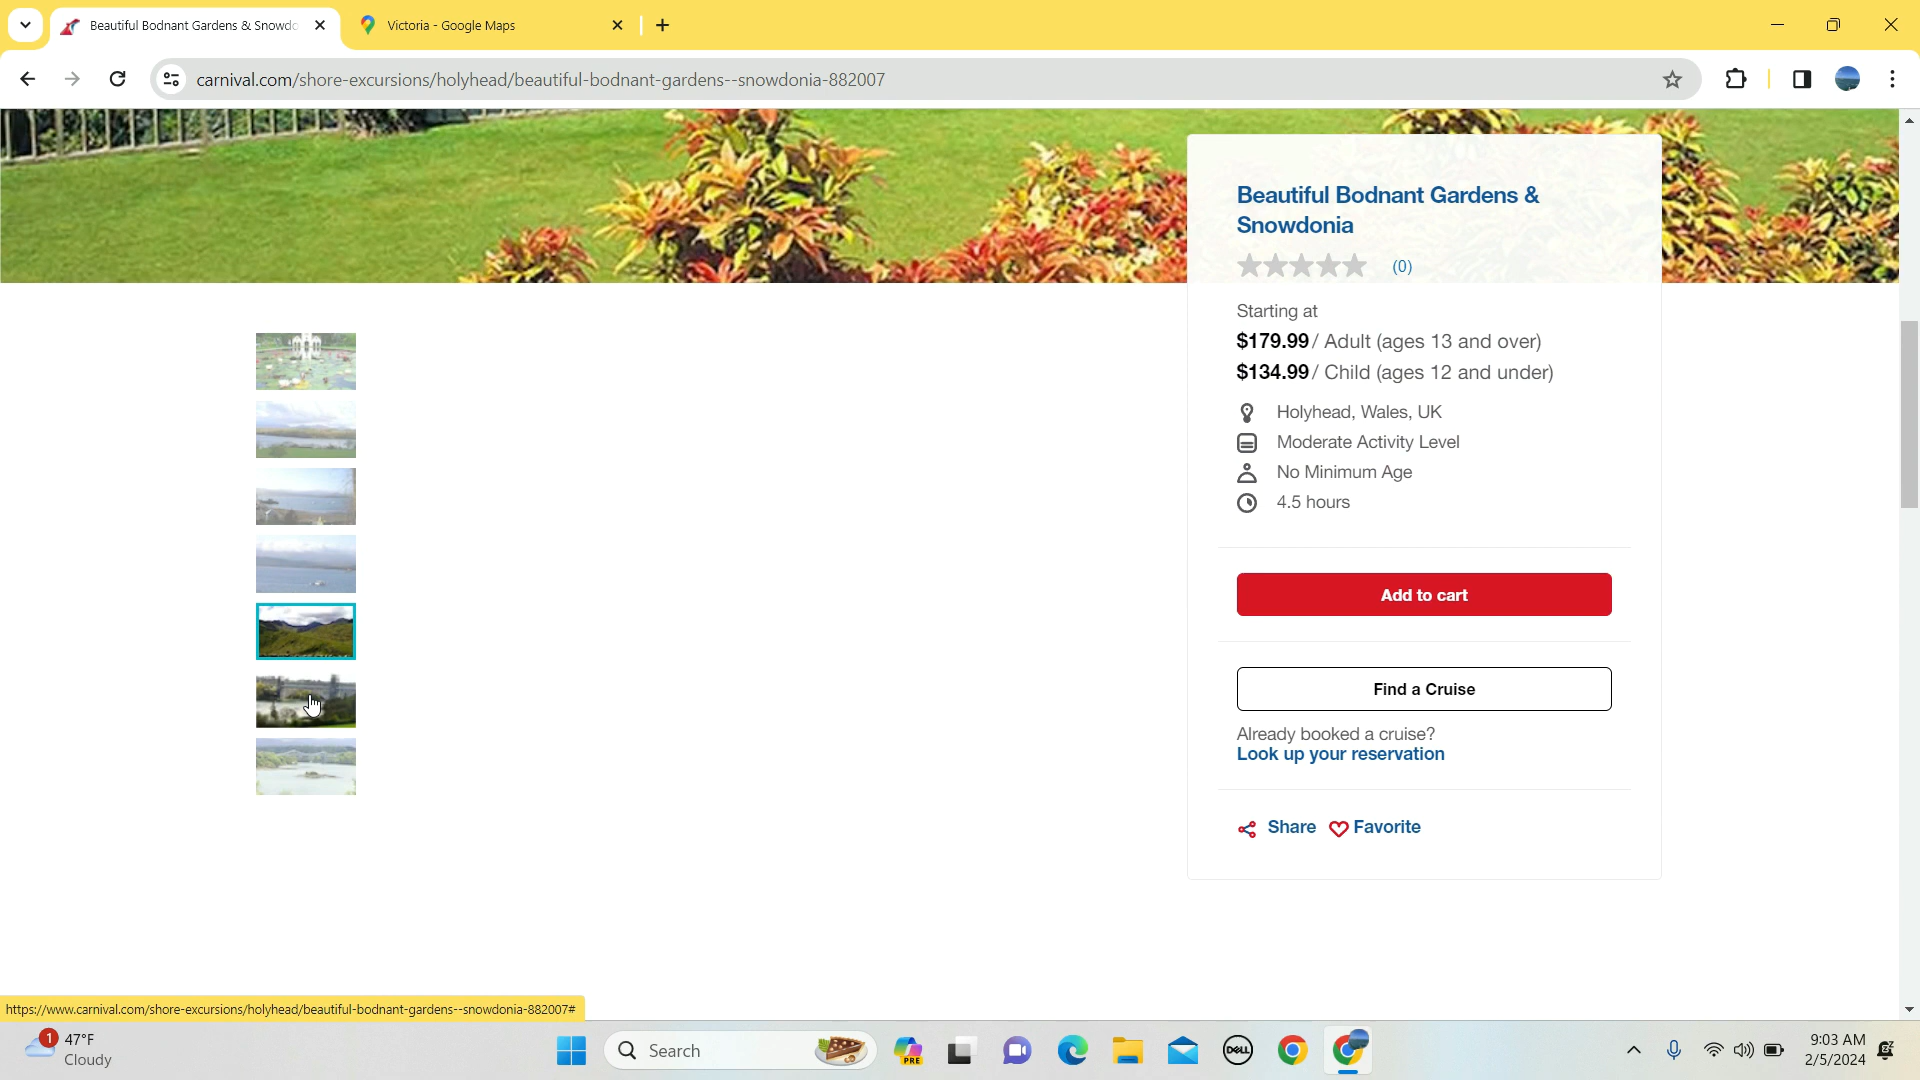 Beautiful Bodnant Gardens & Snowdo
Victoria - Google Maps
carnival.com/shore-excursions/holyhead/beautiful-bodnant-gardens--snowdonia-882007
Beautiful Bodnant Gardens &
Snowdonia
(0)
Starting at
$179.99/ Adult (ages 13 and over)
$134.99/ Child (ages 12 and under)
Holyhead, Wales, UK
Moderate Activity Level
No Minimum Age
4.5 hours
Add to cart
Find a Cruise
Already booked a cruise?
Look up your reservation
Share
Favorite
https://www.carnival.com/shore-excursions/holyhead/beautiful-bodnant-gardens--snowdonia-882007#
1
47°F
Cloudy
Search
PRE
DELL
9:03 AM
2/5/2024